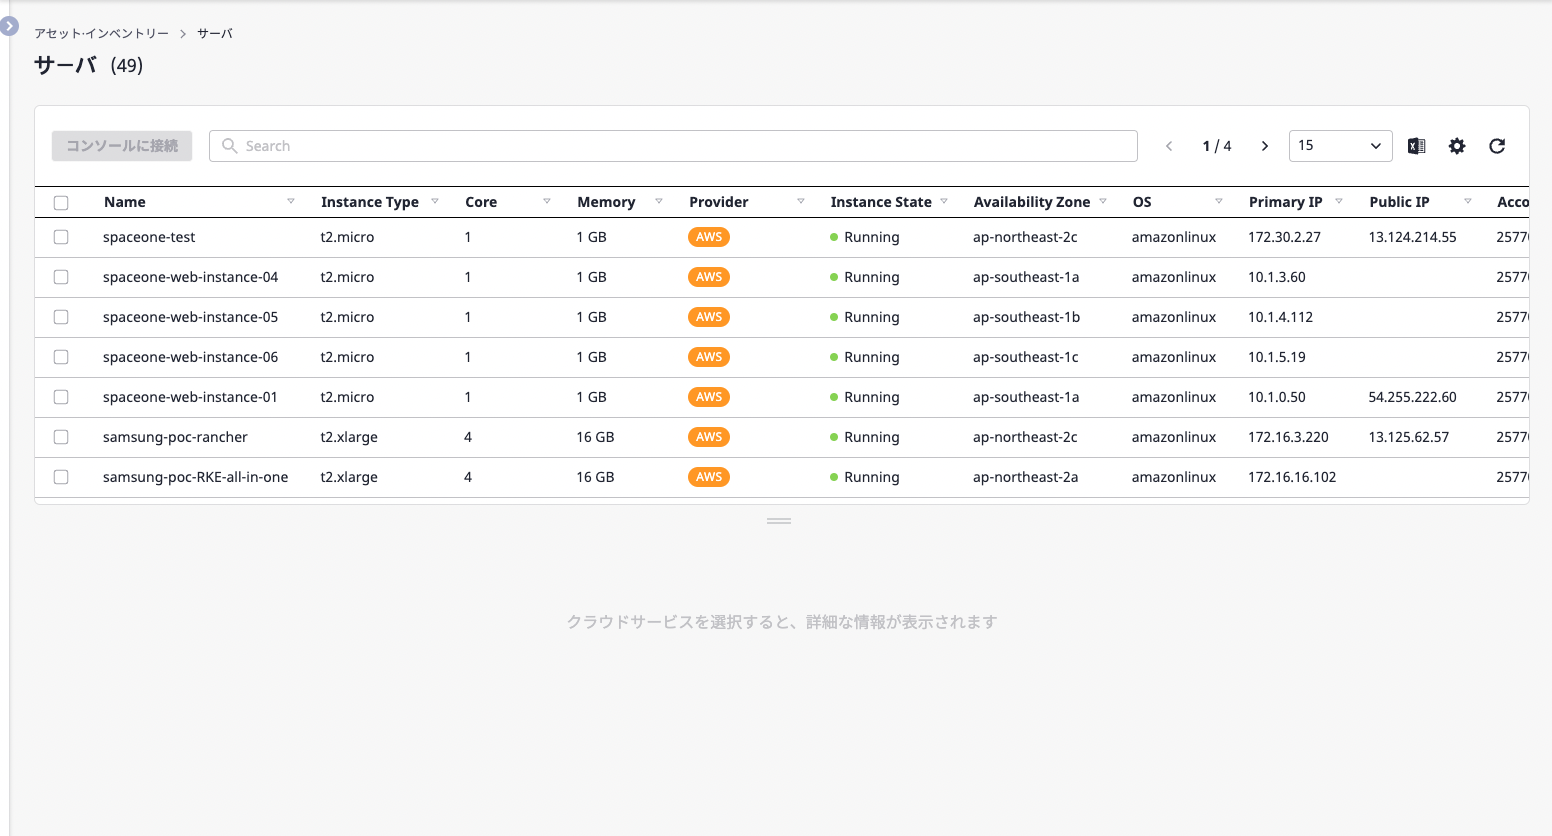 アセット·インベントリー > サーバ
サーバ (49)
コンソールに接続 Search 1 / 4 15
Name Instance Type Core Memory Provider Instance State Availability Zone OS Primary IP Public IP Acco
spaceone-test t2.micro 1 1 GB AWS Running ap-northeast-2c amazonlinux 172.30.2.27 13.124.214.55 2577
spaceone-web-instance-04 t2.micro 1 1 GB AWS Running ap-southeast-1a amazonlinux 10.1.3.60 2577
spaceone-web-instance-05 t2.micro 1 1 GB AWS Running ap-southeast-1b amazonlinux 10.1.4.112 2577
spaceone-web-instance-06 t2.micro 1 1 GB AWS Running ap-southeast-1c amazonlinux 10.1.5.19 2577
spaceone-web-instance-01 t2.micro 1 1 GB AWS Running ap-southeast-1a amazonlinux 10.1.0.50 54.255.222.60 2577
samsung-poc-rancher t2.xlarge 4 16 GB AWS Running ap-northeast-2c amazonlinux 172.16.3.220 13.125.62.57 2577
samsung-poc-RKE-all-in-one t2.xlarge 4 16 GB AWS Running ap-northeast-2a amazonlinux 172.16.16.102 2577
クラウドサービスを選択すると、詳細な情報が表示されます